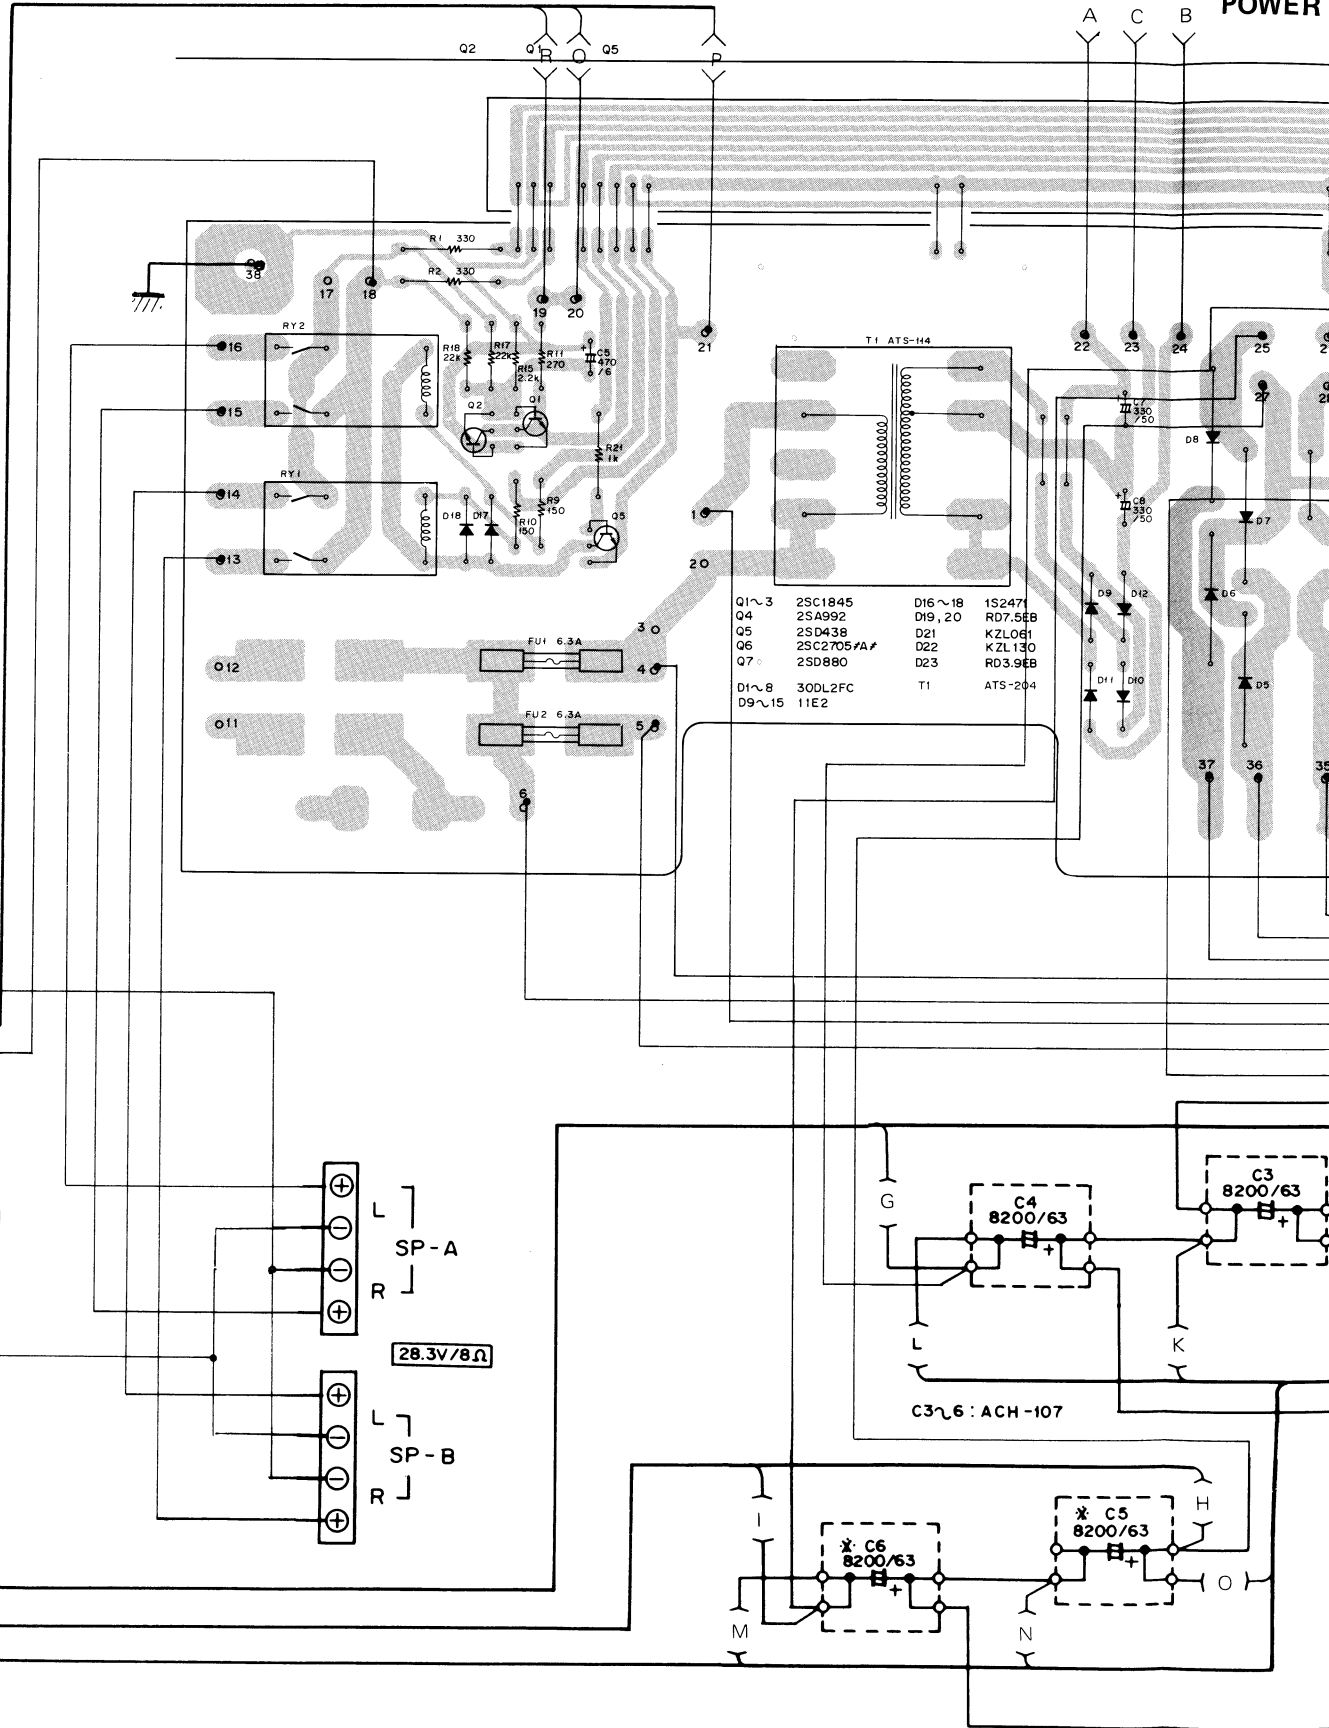 POWER
A C B
Q2 Q1 R O Q5 P
R1 330
38
R2 330
17 18
19 20
21
22 23 24 25
RY2
16
R18 22k
R17 22k
R15 2.2k
R11 270
C5 470 /6
T1 ATS-114
27
C7 330 /50
15
Q2 Q1
D8
R21 1k
RY1
14
D18 D17
R10 150
R9 150
Q5
1
C8 330 /50
D7
13
2
D9 D12 D6
Q1~3 2SC1845 D16~18 1S2471
Q4 2SA992 D19,20 RD7.5EB
Q5 2SD438 D21 KZL061
Q6 2SC2705*A* D22 KZL130
Q7 2SD880 D23 RD3.9EB
D1~8 30DL2FC T1 ATS-204
D9~15 11E2
3
FU1 6.3A
12
4
D11 D10 D5
FU2 6.3A
11
5
37 36 35
6
C3
8200/63
+
C4
8200/63
+
G
L
SP-A
R
28.3V/8Ω
L K
C3~6 : ACH-107
L
SP-B
R
I
H
※ C5
8200/63
+
※ C6
8200/63
+
O
M
N